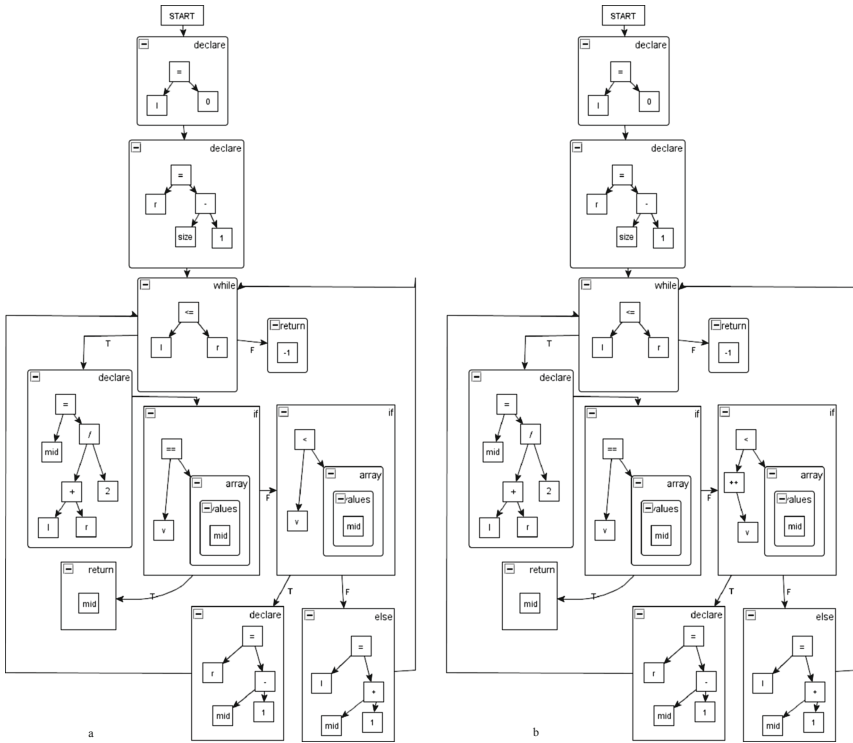 START
START
declare
declare
=
=
l
0
l
0
declare
declare
=
=
r
-
r
-
size
1
size
1
while
while
<=
<=
l
r
l
r
return
-1
return
-1
T
F
T
F
declare
declare
=
=
mid
/
mid
/
+
2
+
2
l
r
l
r
if
if
if
if
==
<
==
<
array
array
array
array
++
values
values
values
values
v
mid
v
mid
v
mid
v
mid
F
F
return
mid
return
mid
T
T
F
T
T
F
declare
else
declare
else
=
=
=
=
r
-
l
+
r
-
l
+
mid
1
mid
1
mid
1
mid
1
a
b